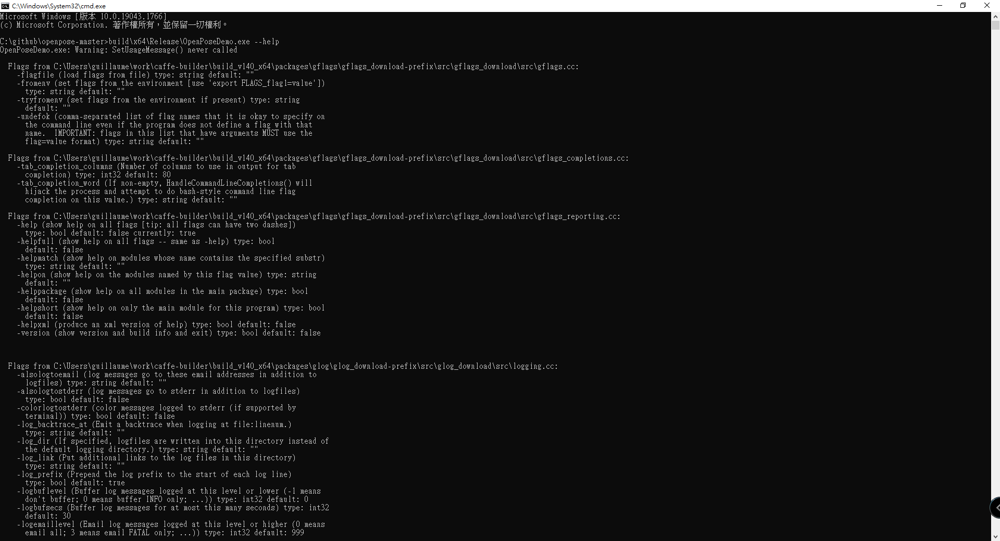 C:\Windows\System32\cmd.exe
Microsoft Windows [版本 10.0.19043.1766]
(c) Microsoft Corporation. 著作權所有，並保留一切權利。
C:\github\openpose-master>build\x64\Release\OpenPoseDemo.exe --help
OpenPoseDemo.exe: Warning: SetUsageMessage() never called
Flags from C:\Users\guillaume\work\caffe-builder\build_v140_x64\packages\gflags\gflags_download-prefix\src\gflags_download\src\gflags.cc:
-flagfile (load flags from file) type: string default: ""
-fromenv (set flags from the environment [use 'export FLAGS_flag1=value'])
type: string default: ""
-tryfromenv (set flags from the environment if present) type: string
default: ""
-undefok (comma-separated list of flag names that it is okay to specify on
the command line even if the program does not define a flag with that
name.  IMPORTANT: flags in this list that have arguments MUST use the
flag=value format) type: string default: ""
Flags from C:\Users\guillaume\work\caffe-builder\build_v140_x64\packages\gflags\gflags_download-prefix\src\gflags_download\src\gflags_completions.cc:
-tab_completion_columns (Number of columns to use in output for tab
completion) type: int32 default: 80
-tab_completion_word (If non-empty, HandleCommandLineCompletions() will
hijack the process and attempt to do bash-style command line flag
completion on this value.) type: string default: ""
Flags from C:\Users\guillaume\work\caffe-builder\build_v140_x64\packages\gflags\gflags_download-prefix\src\gflags_download\src\gflags_reporting.cc:
-help (show help on all flags [tip: all flags can have two dashes])
type: bool default: false currently: true
-helpfull (show help on all flags -- same as -help) type: bool
default: false
-helpmatch (show help on modules whose name contains the specified substr)
type: string default: ""
-helpon (show help on the modules named by this flag value) type: string
default: ""
-helppackage (show help on all modules in the main package) type: bool
default: false
-helpshort (show help on only the main module for this program) type: bool
default: false
-helpxml (produce an xml version of help) type: bool default: false
-version (show version and build info and exit) type: bool default: false
Flags from C:\Users\guillaume\work\caffe-builder\build_v140_x64\packages\glog\glog_download-prefix\src\glog_download\src\logging.cc:
-alsologtoemail (log messages go to these email addresses in addition to
logfiles) type: string default: ""
-alsologtostderr (log messages go to stderr in addition to logfiles)
type: bool default: false
-colorlogtostderr (color messages logged to stderr (if supported by
terminal)) type: bool default: false
-log_backtrace_at (Emit a backtrace when logging at file:linenum.)
type: string default: ""
-log_dir (If specified, logfiles are written into this directory instead of
the default logging directory.) type: string default: ""
-log_link (Put additional links to the log files in this directory)
type: string default: ""
-log_prefix (Prepend the log prefix to the start of each log line)
type: bool default: true
-logbuflevel (Buffer log messages logged at this level or lower (-1 means
don't buffer; 0 means buffer INFO only; ...)) type: int32 default: 0
-logbufsecs (Buffer log messages for at most this many seconds) type: int32
default: 30
-logemaillevel (Email log messages logged at this level or higher (0 means
email all; 3 means email FATAL only; ...)) type: int32 default: 999